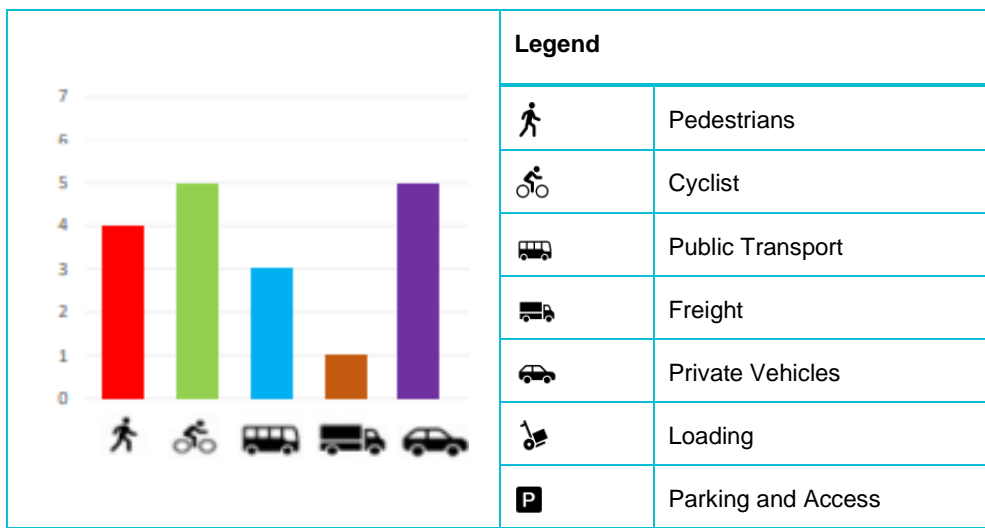 Legend
7
6
5
4
3
2
1
0
Pedestrians
Cyclist
Public Transport
Freight
Private Vehicles
Loading
P Parking and Access